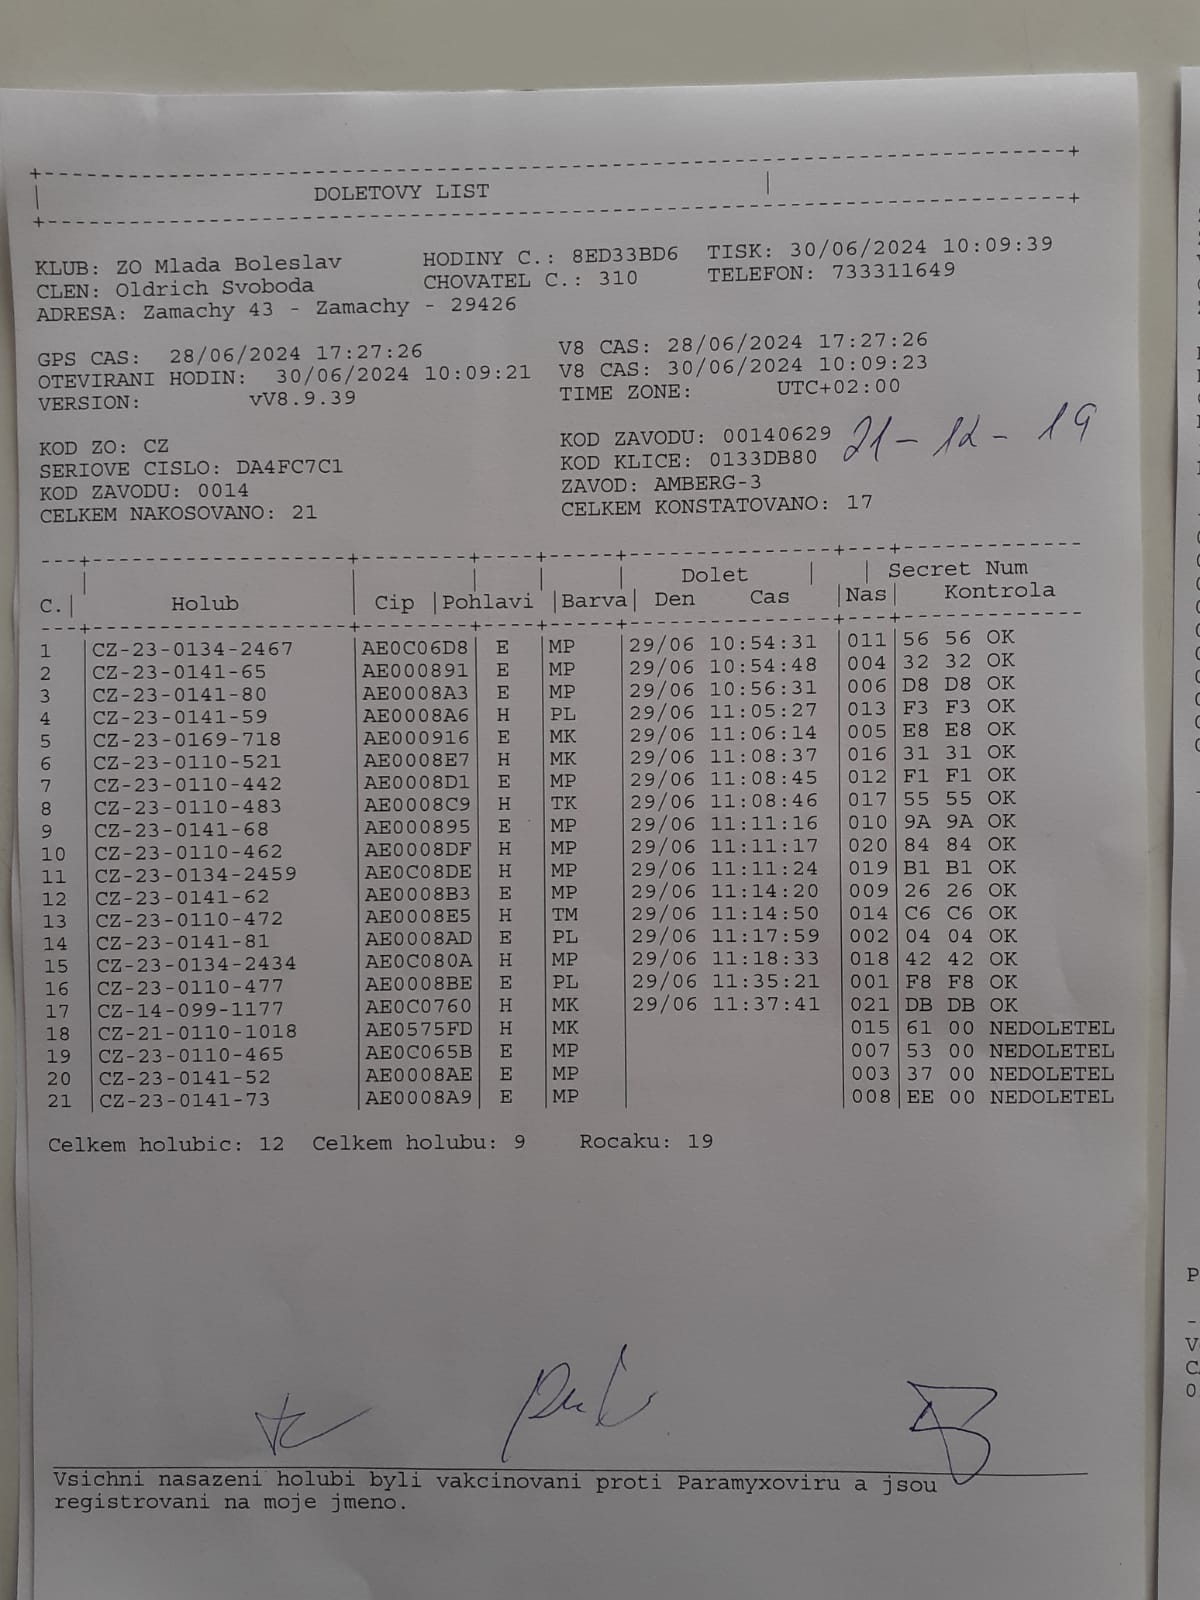 DOLETOVY LIST
KLUB: ZO Mlada Boleslav HODINY C.: 8ED33BD6 TISK: 30/06/2024 10:09:39
CLEN: Oldrich Svoboda CHOVATEL C.: 310 TELEFON: 733311649
ADRESA: Zamachy 43 - Zamachy - 29426
GPS CAS: 28/06/2024 17:27:26 V8 CAS: 28/06/2024 17:27:26
OTEVIRANI HODIN: 30/06/2024 10:09:21 V8 CAS: 30/06/2024 10:09:23
VERSION: vV8.9.39 TIME ZONE: UTC+02:00
KOD ZO: CZ KOD ZAVODU: 00140629 21-12-19
SERIOVE CISLO: DA4FC7C1 KOD KLICE: 0133DB80
KOD ZAVODU: 0014 ZAVOD: AMBERG-3
CELKEM NAKOSOVANO: 21 CELKEM KONSTATOVANO: 17
Dolet Secret Num
C. Holub Cip Pohlavi Barva Den Cas Nas Kontrola
1 CZ-23-0134-2467 AE0C06D8 E MP 29/06 10:54:31 011 56 56 OK
2 CZ-23-0141-65 AE000891 E MP 29/06 10:54:48 004 32 32 OK
3 CZ-23-0141-80 AE0008A3 E MP 29/06 10:56:31 006 D8 D8 OK
4 CZ-23-0141-59 AE0008A6 H PL 29/06 11:05:27 013 F3 F3 OK
5 CZ-23-0169-718 AE000916 E MK 29/06 11:06:14 005 E8 E8 OK
6 CZ-23-0110-521 AE0008E7 H MK 29/06 11:08:37 016 31 31 OK
7 CZ-23-0110-442 AE0008D1 E MP 29/06 11:08:45 012 F1 F1 OK
8 CZ-23-0110-483 AE0008C9 H TK 29/06 11:08:46 017 55 55 OK
9 CZ-23-0141-68 AE000895 E MP 29/06 11:11:16 010 9A 9A OK
10 CZ-23-0110-462 AE0008DF H MP 29/06 11:11:17 020 84 84 OK
11 CZ-23-0134-2459 AE0C08DE H MP 29/06 11:11:24 019 B1 B1 OK
12 CZ-23-0141-62 AE0008B3 E MP 29/06 11:14:20 009 26 26 OK
13 CZ-23-0110-472 AE0008E5 H TM 29/06 11:14:50 014 C6 C6 OK
14 CZ-23-0141-81 AE0008AD E PL 29/06 11:17:59 002 04 04 OK
15 CZ-23-0134-2434 AE0C080A H MP 29/06 11:18:33 018 42 42 OK
16 CZ-23-0110-477 AE0008BE E PL 29/06 11:35:21 001 F8 F8 OK
17 CZ-14-099-1177 AE0C0760 H MK 29/06 11:37:41 021 DB DB OK
18 CZ-21-0110-1018 AE0575FD H MK 015 61 00 NEDOLETEL
19 CZ-23-0110-465 AE0C065B E MP 007 53 00 NEDOLETEL
20 CZ-23-0141-52 AE0008AE E MP 003 37 00 NEDOLETEL
21 CZ-23-0141-73 AE0008A9 E MP 008 EE 00 NEDOLETEL
Celkem holubic: 12 Celkem holubu: 9 Rocaku: 19
Vsichni nasazeni holubi byli vakcinovani proti Paramyxoviru a jsou
registrovani na moje jmeno.